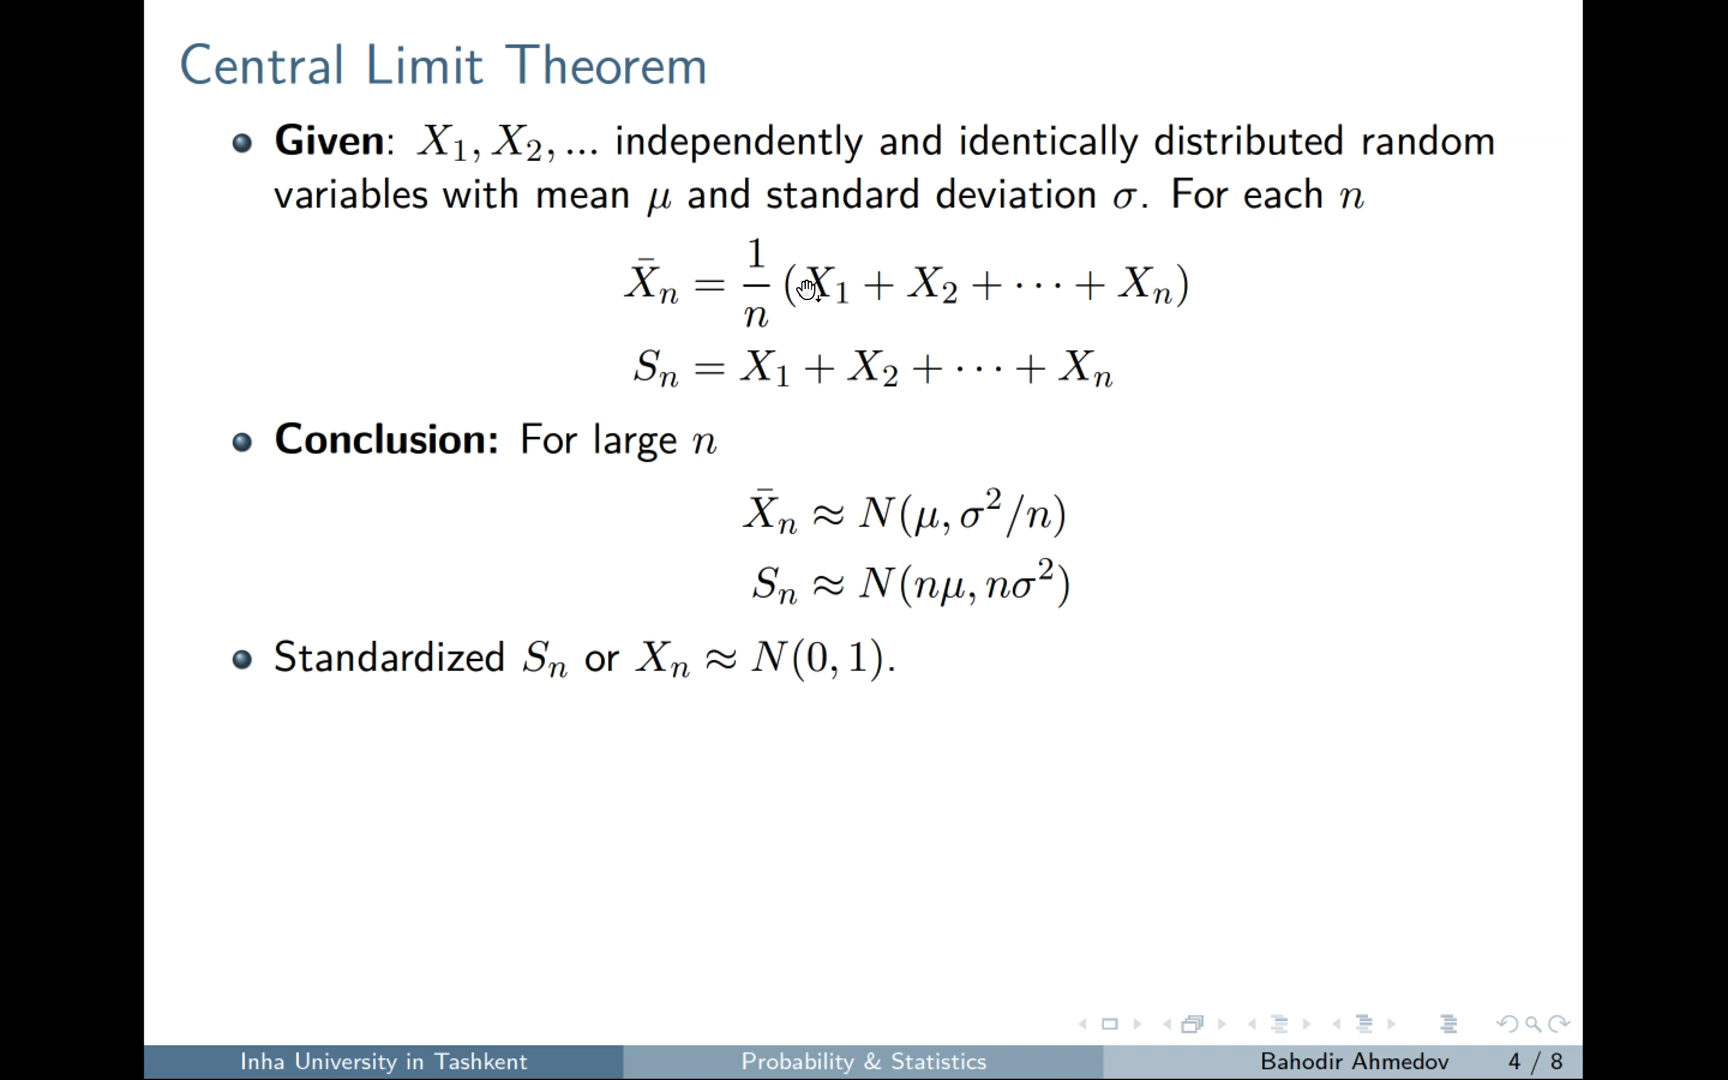 Central Limit Theorem
Given: X₁, X₂, ... independently and identically distributed random
variables with mean μ and standard deviation σ. For each n
X̄ₙ = 1/n (X₁ + X₂ + ··· + Xₙ)
Sₙ = X₁ + X₂ + ··· + Xₙ
Conclusion: For large n
X̄ₙ ≈ N(μ, σ²/n)
Sₙ ≈ N(nμ, nσ²)
Standardized Sₙ or Xₙ ≈ N(0, 1).
Inha University in Tashkent Probability & Statistics Bahodir Ahmedov 4 / 8